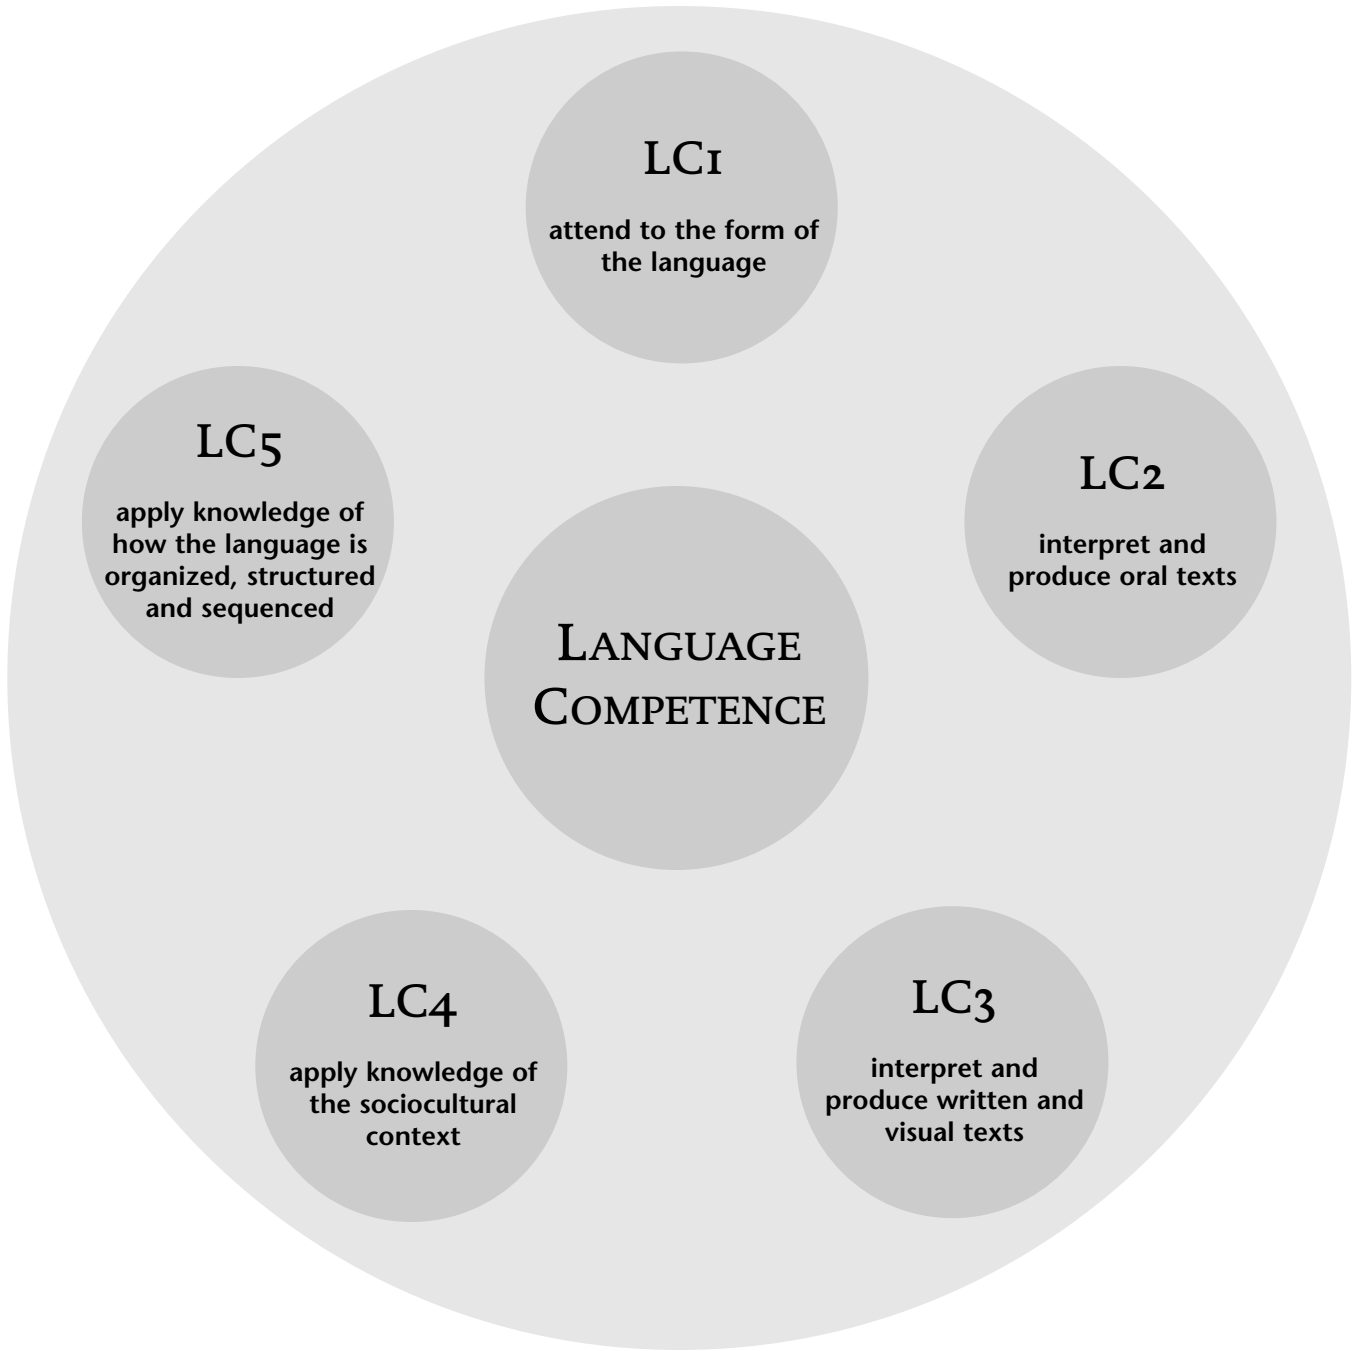 LC1
attend to the form of
the language
LC5
apply knowledge of
how the language is
organized, structured
and sequenced
LC2
interpret and
produce oral texts
LANGUAGE
COMPETENCE
LC4
apply knowledge of
the sociocultural
context
LC3
interpret and
produce written and
visual texts